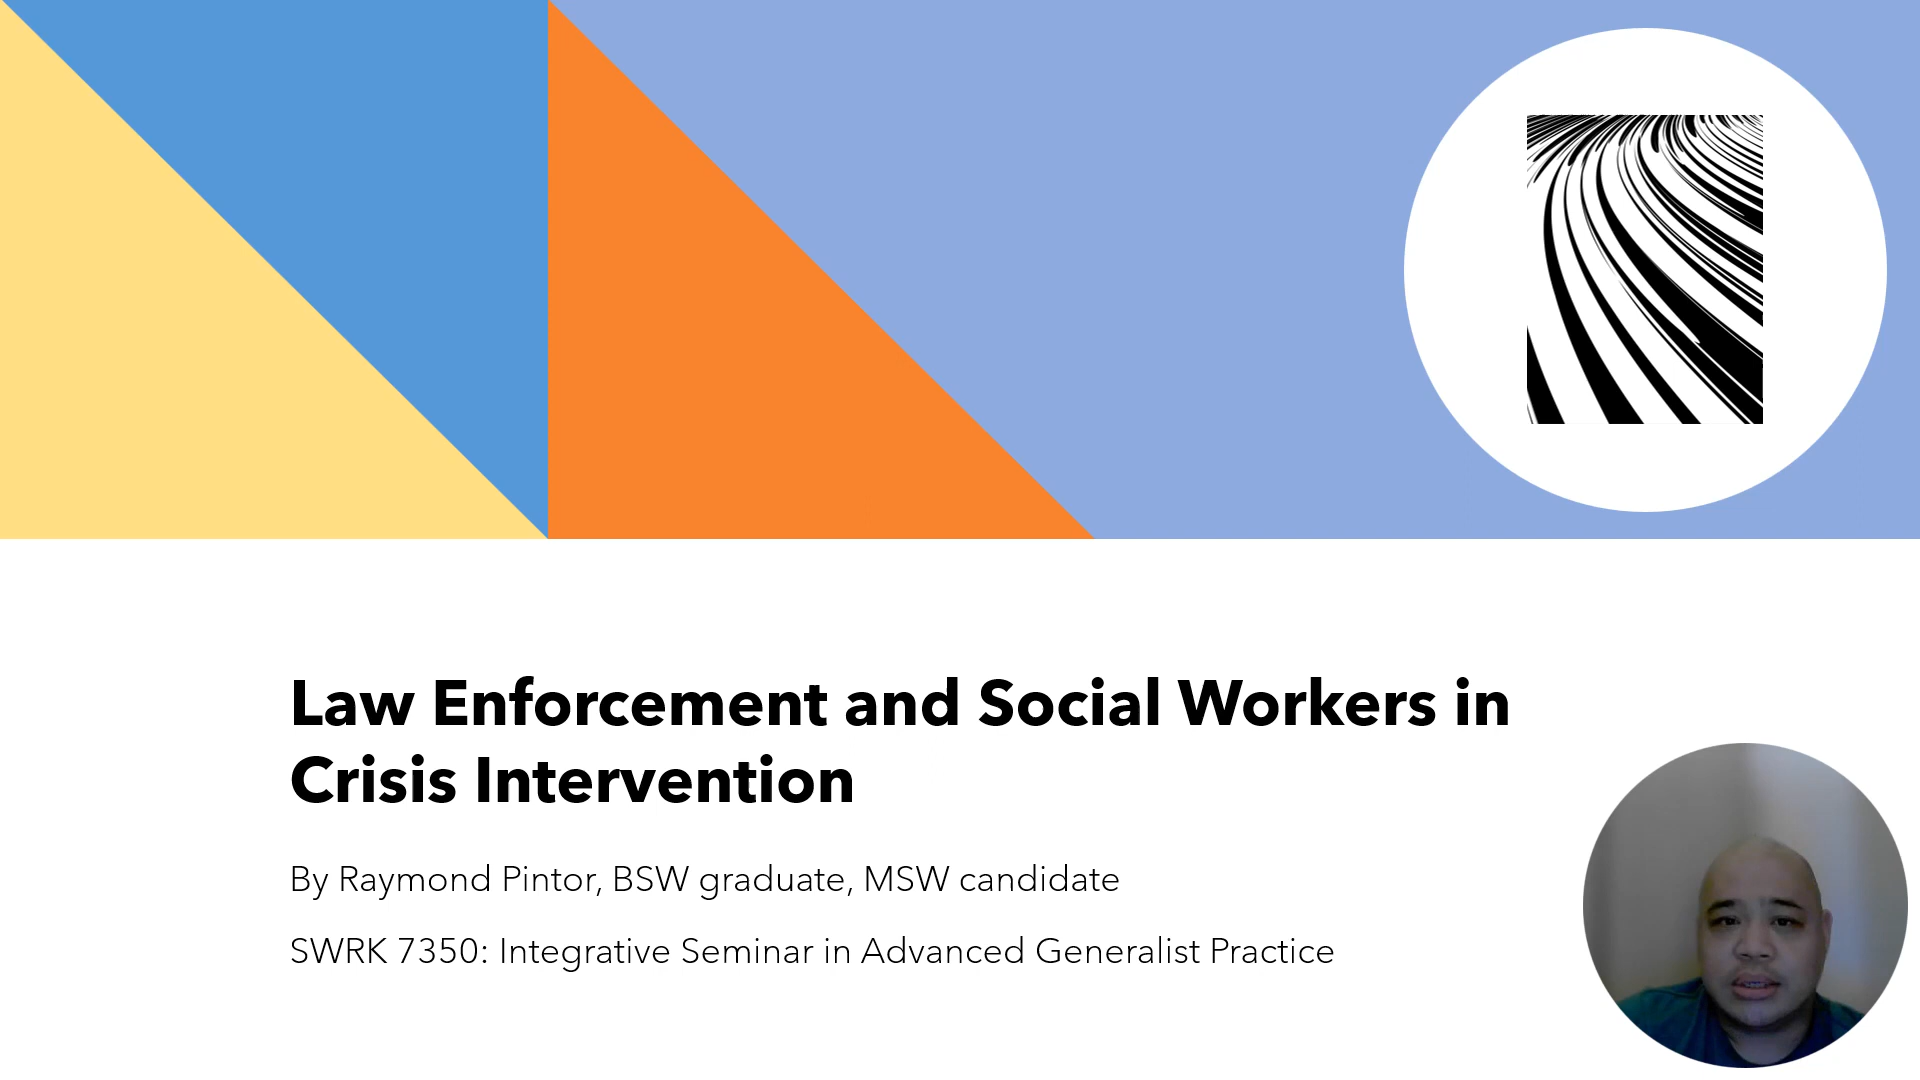 Law Enforcement and Social Workers in
Crisis Intervention
By Raymond Pintor, BSW graduate, MSW candidate
SWRK 7350: Integrative Seminar in Advanced Generalist Practice